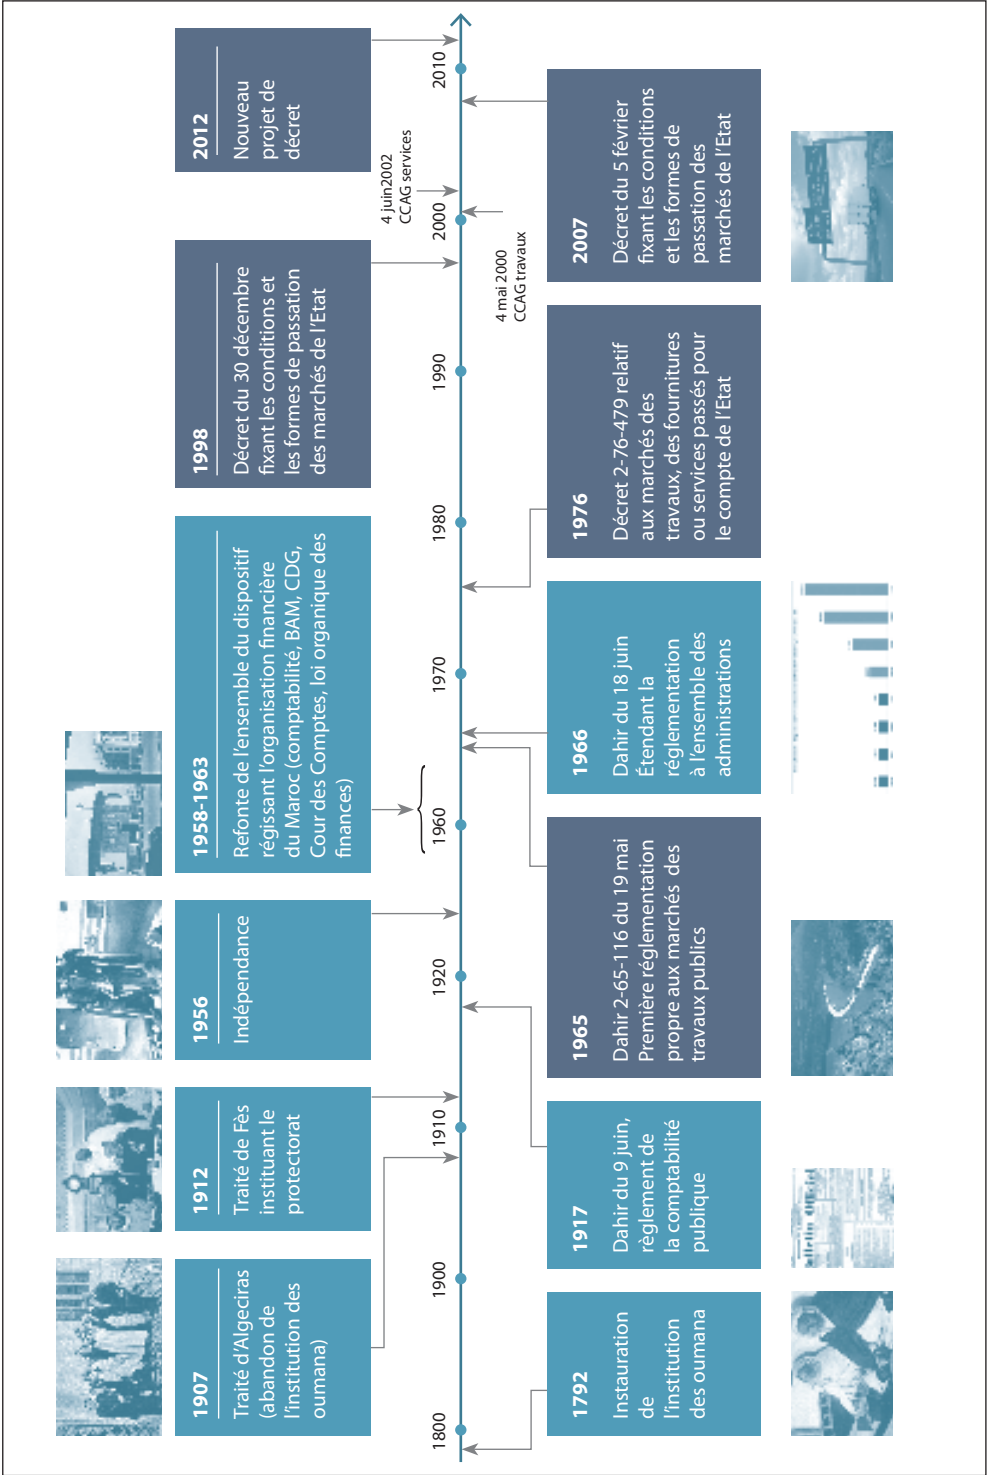 1907
Traité d'Algeciras
(abandon de
l'institution des
oumana)
1912
Traité de Fès
instituant le
protectorat
1956
Indépendance
1958-1963
Refonte de l'ensemble du dispositif
régissant l'organisation financière
du Maroc (comptabilité, BAM, CDG,
Cour des Comptes, loi organique des
finances)
1998
Décret du 30 décembre
fixant les conditions et
les formes de passation
des marchés de l'Etat
2012
Nouveau
projet de
décret
4 juin2002
CCAG services
1800
1900
1910
1920
1960
1970
1980
1990
2000
2010
4 mai 2000
CCAG travaux
1792
Instauration
de
l'institution
des oumana
1917
Dahir du 9 juin,
règlement de
la comptabilité
publique
1965
Dahir 2-65-116 du 19 mai
Première réglementation
propre aux marchés des
travaux publics
1966
Dahir du 18 juin
Étendant la
réglementation
à l'ensemble des
administrations
1976
Décret 2-76-479 relatif
aux marchés des
travaux, des fournitures
ou services passés pour
le compte de l'Etat
2007
Décret du 5 février
fixant les conditions
et les formes de
passation des
marchés de l'Etat